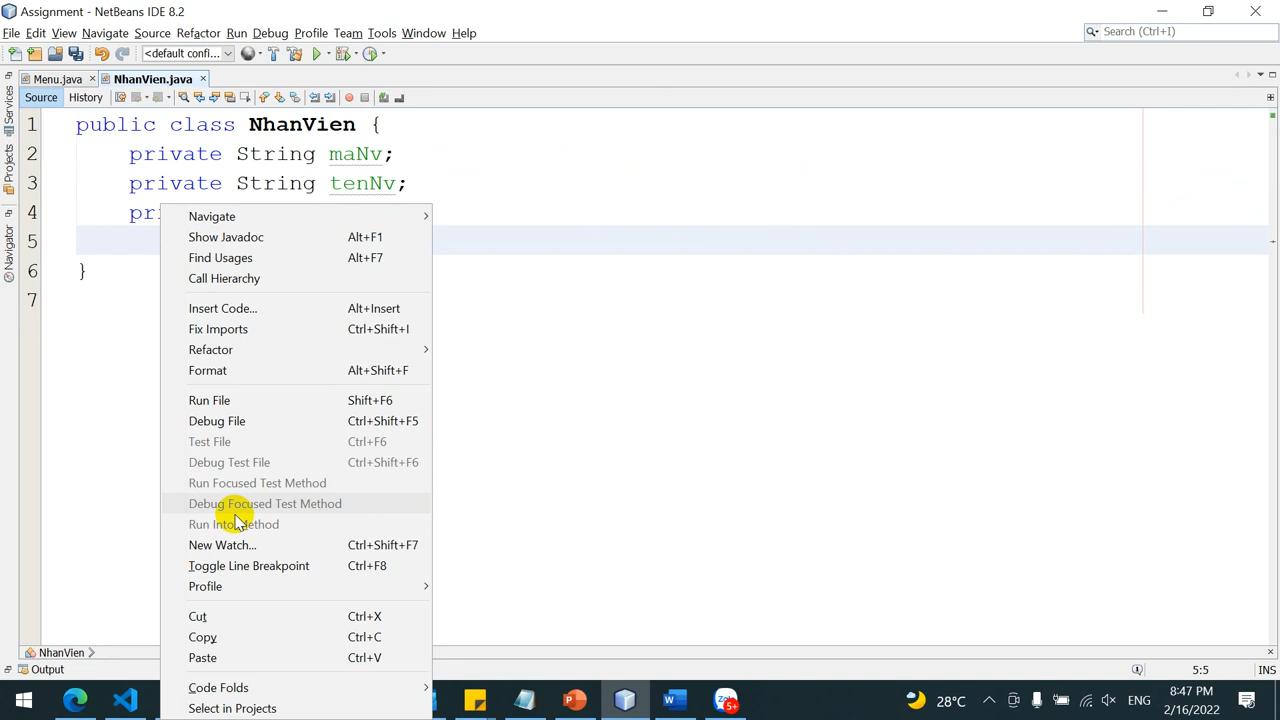 Assignment - NetBeans IDE 8.2
File Edit View Navigate Source Refactor Run Debug Profile Team Tools Window Help
Search (Ctrl+I)
<default confi...
Menu.java
NhanVien.java
Services
Projects
Navigator
Source History
1 public class NhanVien {
2 private String maNv;
3 private String tenNv;
4 pri
5
6 }
7
Navigate
Show Javadoc Alt+F1
Find Usages Alt+F7
Call Hierarchy
Insert Code... Alt+Insert
Fix Imports Ctrl+Shift+I
Refactor
Format Alt+Shift+F
Run File Shift+F6
Debug File Ctrl+Shift+F5
Test File Ctrl+F6
Debug Test File Ctrl+Shift+F6
Run Focused Test Method
Debug Focused Test Method
Run Into Method
New Watch... Ctrl+Shift+F7
Toggle Line Breakpoint Ctrl+F8
Profile
Cut Ctrl+X
Copy Ctrl+C
Paste Ctrl+V
Code Folds
Select in Projects
NhanVien
Output
5:5 INS
5+
28°C
ENG
8:47 PM
2/16/2022